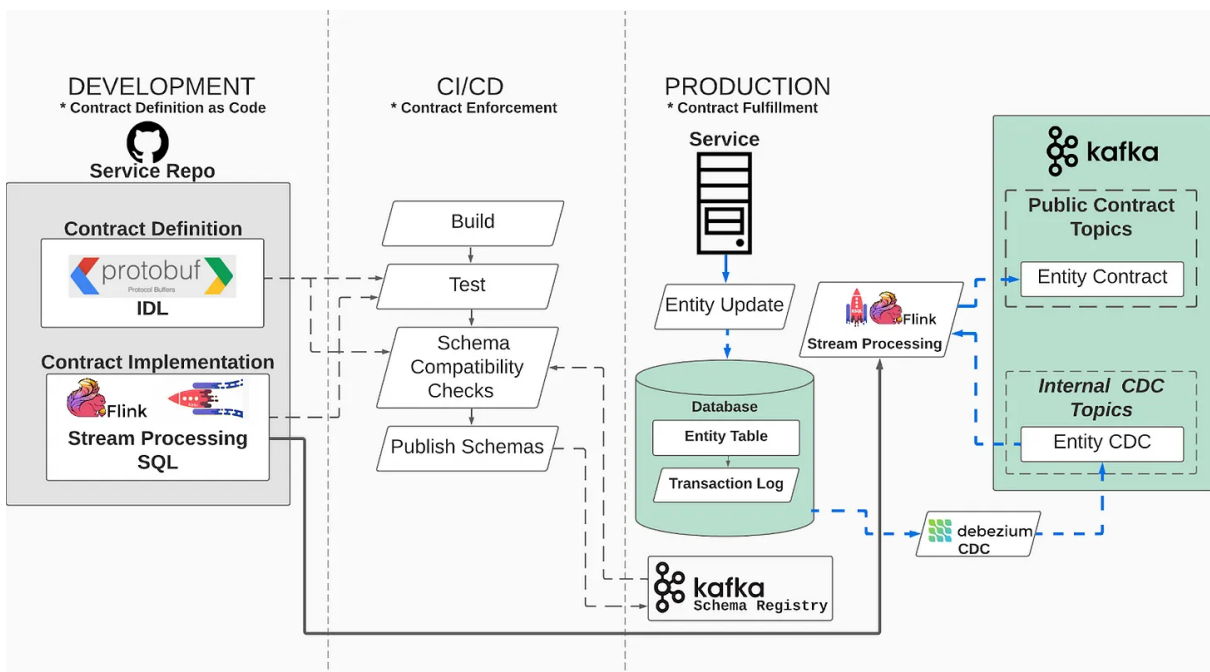 DEVELOPMENT
* Contract Definition as Code
Service Repo
Contract Definition
protobuf
Protocol Buffers
IDL
Contract Implementation
Flink
Stream Processing
SQL
CI/CD
* Contract Enforcement
Build
Test
Schema
Compatibility
Checks
Publish Schemas
PRODUCTION
* Contract Fulfillment
Service
Entity Update
Database
Entity Table
Transaction Log
Flink
Stream Processing
kafka
Public Contract
Topics
Entity Contract
Internal CDC
Topics
Entity CDC
debezium
CDC
kafka
Schema Registry